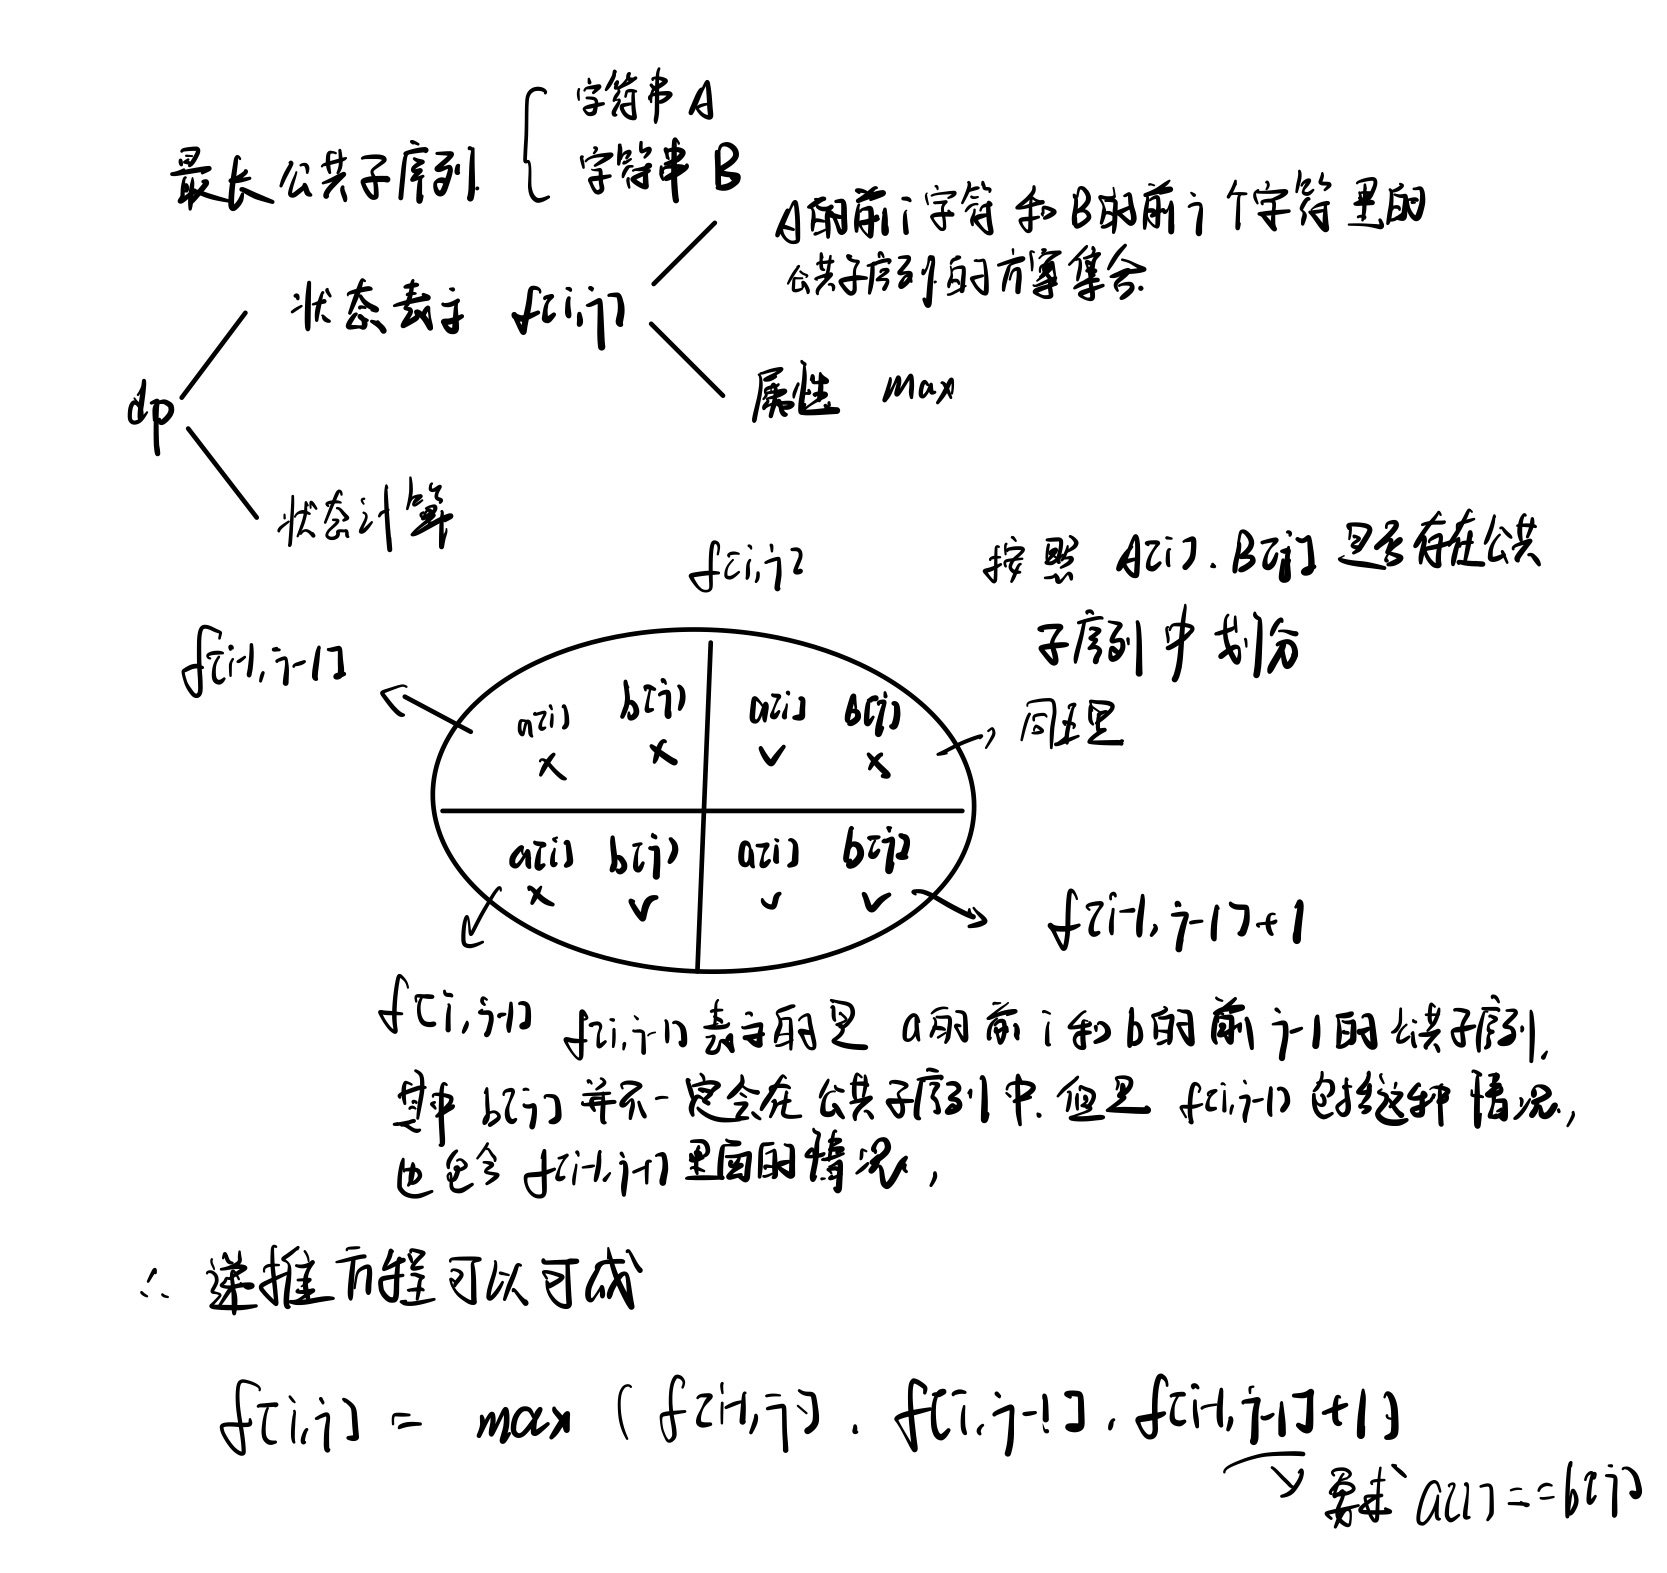 字符串 A
最长公共子序列
字符串 B
A的前i字符和B的前j个字符里的
公共子序列的方案集合.
状态表示 f[i,j]
属性 max
dp
状态计算
f[i,j]
按照 A[i]. B[j] 是否存在公共
子序列中划分
f[i-1, j-1]
a[i] b[j]
× ×
a[i] b[j]
✓ ×
同左里
a[i] b[j]
× ✓
a[i] b[j]
✓ ✓
f[i-1, j-1]+1
f[i, j-1]
f[i,j-1]表示的是 a的前i和b的前j-1的公共子序列.
其中 b[j] 并不一定会在公共子序列中. 但是 f[i,j-1] 包括这种情况,
也包含 f[i-1,j-1]里面的情况,
∴ 递推方程可以可成
f[i,j] = max ( f[i-1,j] . f[i,j-1] , f[i-1,j-1]+1)
要求 a[i]==b[j]